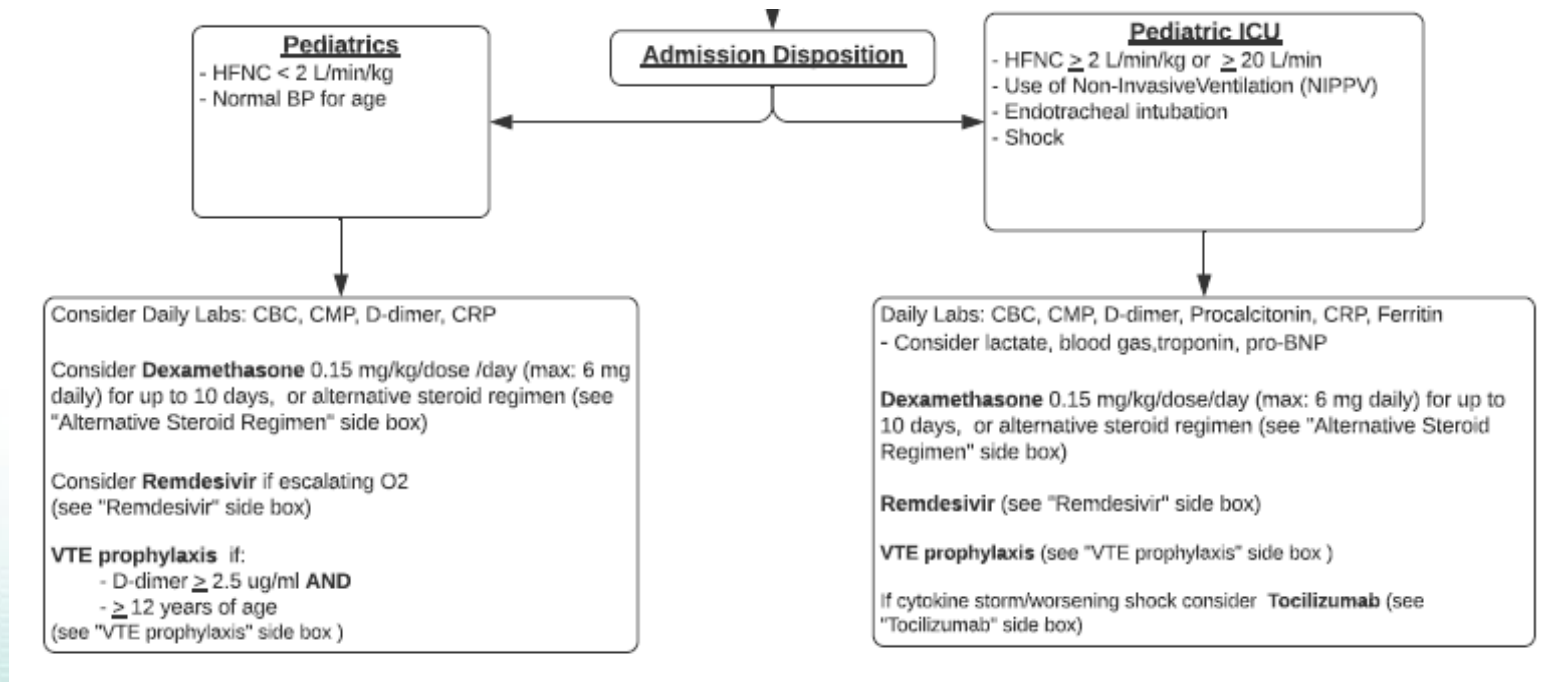 Pediatrics
- HFNC < 2 L/min/kg
- Normal BP for age
Admission Disposition
Pediatric ICU
- HFNC ≥ 2 L/min/kg or ≥ 20 L/min
- Use of Non-InvasiveVentilation (NIPPV)
- Endotracheal intubation
- Shock
Consider Daily Labs: CBC, CMP, D-dimer, CRP
Consider Dexamethasone 0.15 mg/kg/dose /day (max: 6 mg
daily) for up to 10 days, or alternative steroid regimen (see
"Alternative Steroid Regimen" side box)
Consider Remdesivir if escalating O2
(see "Remdesivir" side box)
VTE prophylaxis if:
- D-dimer ≥ 2.5 ug/ml AND
- ≥ 12 years of age
(see "VTE prophylaxis" side box )
Daily Labs: CBC, CMP, D-dimer, Procalcitonin, CRP, Ferritin
- Consider lactate, blood gas,troponin, pro-BNP
Dexamethasone 0.15 mg/kg/dose/day (max: 6 mg daily) for up to
10 days, or alternative steroid regimen (see "Alternative Steroid
Regimen" side box)
Remdesivir (see "Remdesivir" side box)
VTE prophylaxis (see "VTE prophylaxis" side box )
If cytokine storm/worsening shock consider Tocilizumab (see
"Tocilizumab" side box)